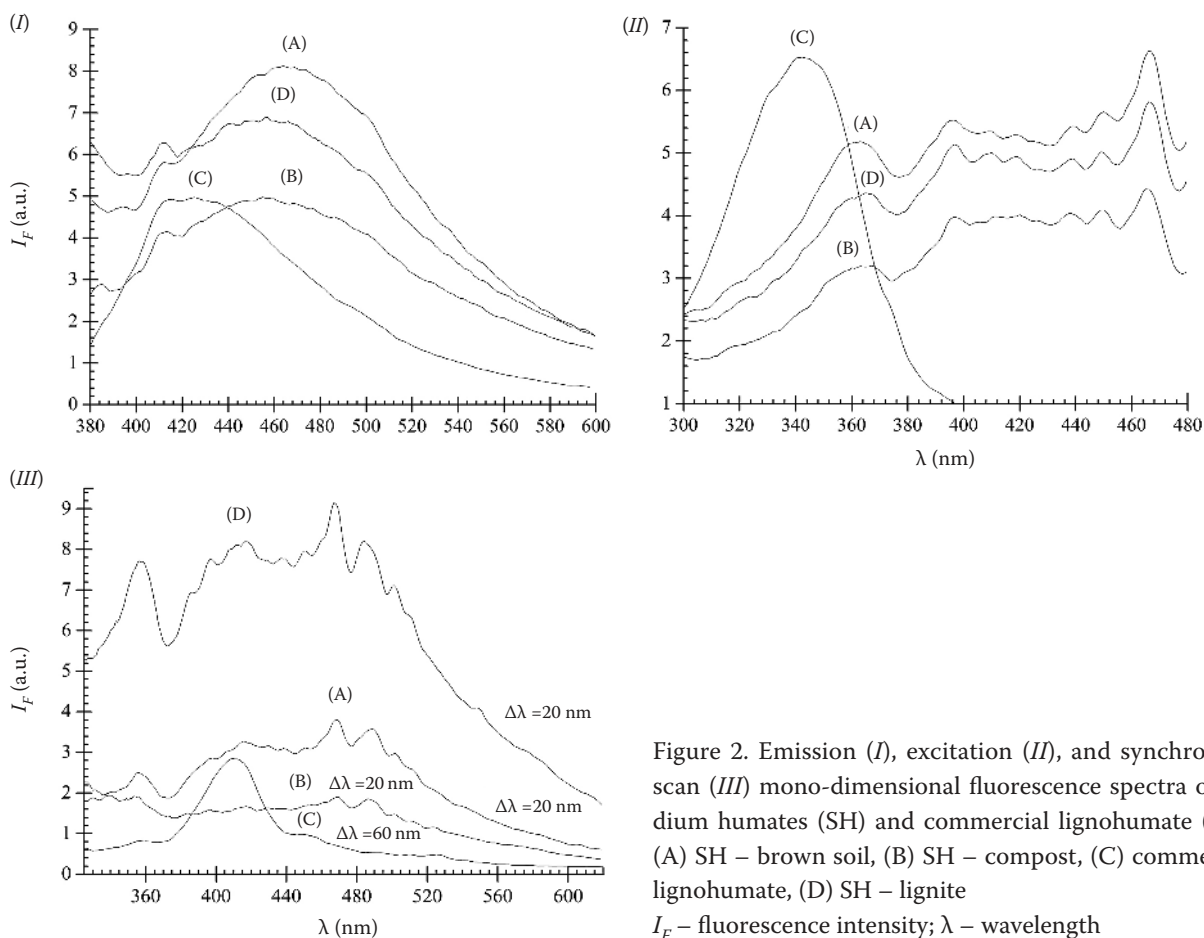 (I)
9
8
7
6
5
4
3
2
1
0
I_F (a.u.)
(A)
(D)
(C)
(B)
380 420 440 460 480 500 520 540 560 580 600
(II)
7
6
5
4
3
2
1
(C)
(A)
(D)
(B)
300 320 340 360 380 400 420 440 460 480
λ (nm)
(III)
9
8
7
6
5
4
3
2
1
0
I_F (a.u.)
(D)
Δλ =20 nm
(A)
(B)
Δλ =20 nm
Δλ =20 nm
(C)
Δλ =60 nm
360 400 440 480 520 560 600
λ (nm)
Figure 2. Emission (I), excitation (II), and synchro
scan (III) mono-dimensional fluorescence spectra o
dium humates (SH) and commercial lignohumate (
(A) SH – brown soil, (B) SH – compost, (C) comme
lignohumate, (D) SH – lignite
I_F – fluorescence intensity; λ – wavelength